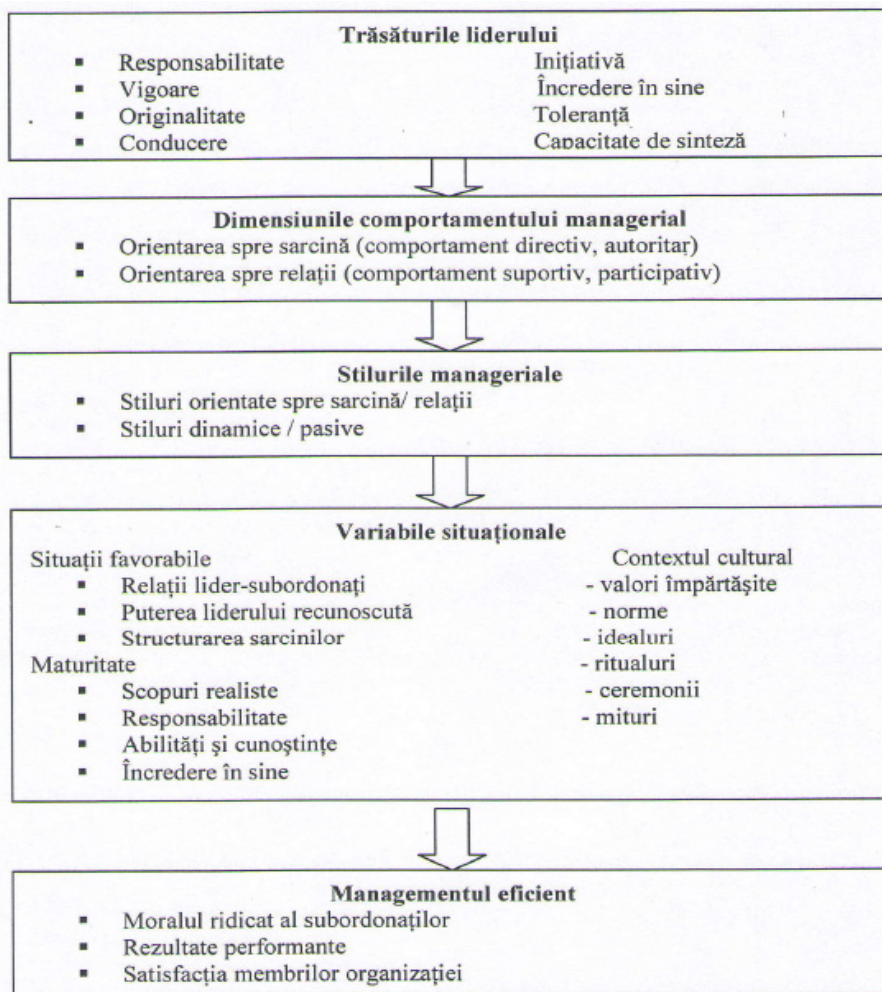 Trăsăturile liderului
▪ Responsabilitate Inițiativă
▪ Vigoare Încredere în sine
▪ Originalitate Toleranță
▪ Conducere Capacitate de sinteză
Dimensiunile comportamentului managerial
▪ Orientarea spre sarcină (comportament directiv, autoritar)
▪ Orientarea spre relații (comportament suportiv, participativ)
Stilurile manageriale
▪ Stiluri orientate spre sarcină/ relații
▪ Stiluri dinamice / pasive
Variabile situaționale
Situații favorabile Contextul cultural
▪ Relații lider-subordonați - valori împărtășite
▪ Puterea liderului recunoscută - norme
▪ Structurarea sarcinilor - idealuri
Maturitate - ritualuri
▪ Scopuri realiste - ceremonii
▪ Responsabilitate - mituri
▪ Abilități și cunoștințe
▪ Încredere în sine
Managementul eficient
▪ Moralul ridicat al subordonaților
▪ Rezultate performante
▪ Satisfacția membrilor organizației